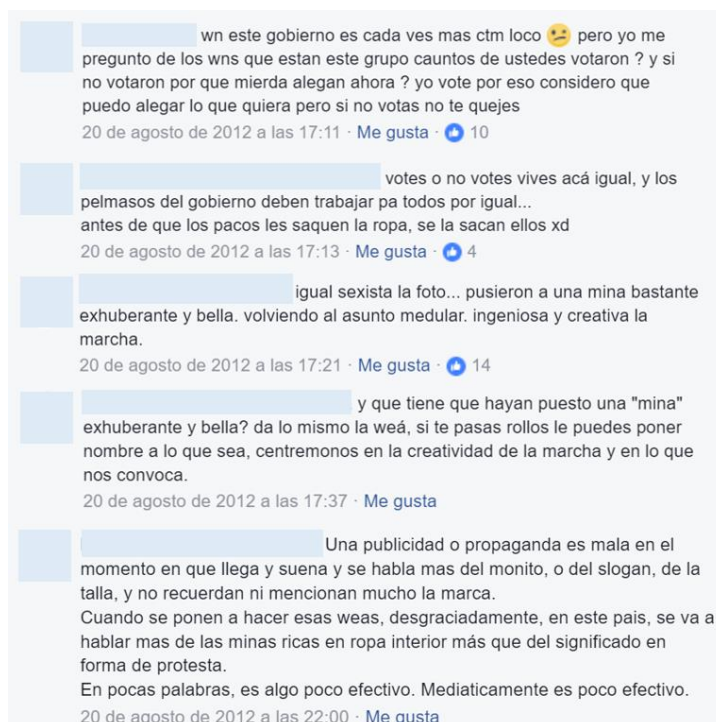 wn este gobierno es cada ves mas ctm loco 😕 pero yo me
pregunto de los wns que estan este grupo cauntos de ustedes votaron ? y si
no votaron por que mierda alegan ahora ? yo vote por eso considero que
puedo alegar lo que quiera pero si no votas no te quejes
20 de agosto de 2012 a las 17:11 · Me gusta · 10
votes o no votes vives acá igual, y los
pelmasos del gobierno deben trabajar pa todos por igual...
antes de que los pacos les saquen la ropa, se la sacan ellos xd
20 de agosto de 2012 a las 17:13 · Me gusta · 4
igual sexista la foto... pusieron a una mina bastante
exhuberante y bella. volviendo al asunto medular. ingeniosa y creativa la
marcha.
20 de agosto de 2012 a las 17:21 · Me gusta · 14
y que tiene que hayan puesto una "mina"
exhuberante y bella? da lo mismo la weá, si te pasas rollos le puedes poner
nombre a lo que sea, centremonos en la creatividad de la marcha y en lo que
nos convoca.
20 de agosto de 2012 a las 17:37 · Me gusta
Una publicidad o propaganda es mala en el
momento en que llega y suena y se habla mas del monito, o del slogan, de la
talla, y no recuerdan ni mencionan mucho la marca.
Cuando se ponen a hacer esas weas, desgraciadamente, en este pais, se va a
hablar mas de las minas ricas en ropa interior más que del significado en
forma de protesta.
En pocas palabras, es algo poco efectivo. Mediaticamente es poco efectivo.
20 de agosto de 2012 a las 22:00 · Me gusta